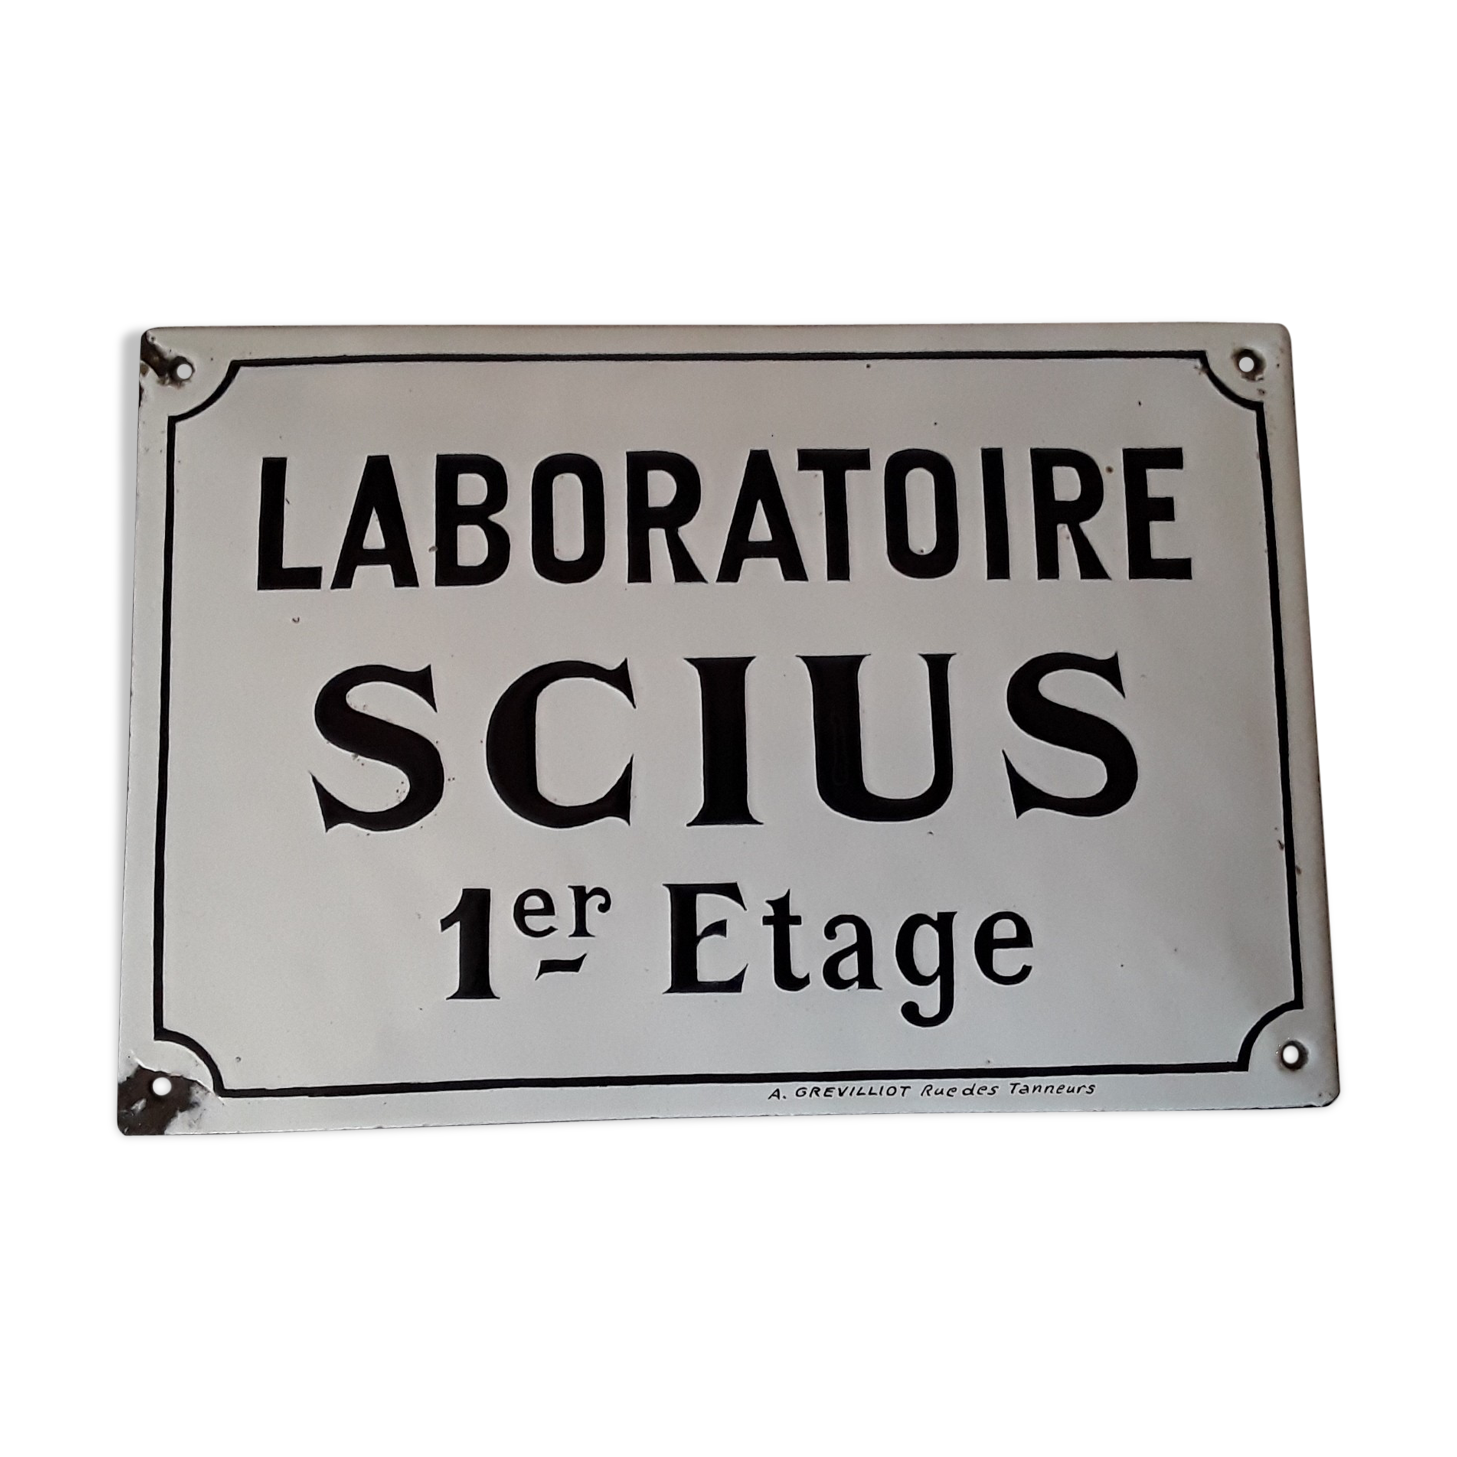 LABORATOIRE
SCIUS
1er Etage
A. GREVILLIOT Rue des Tanneurs